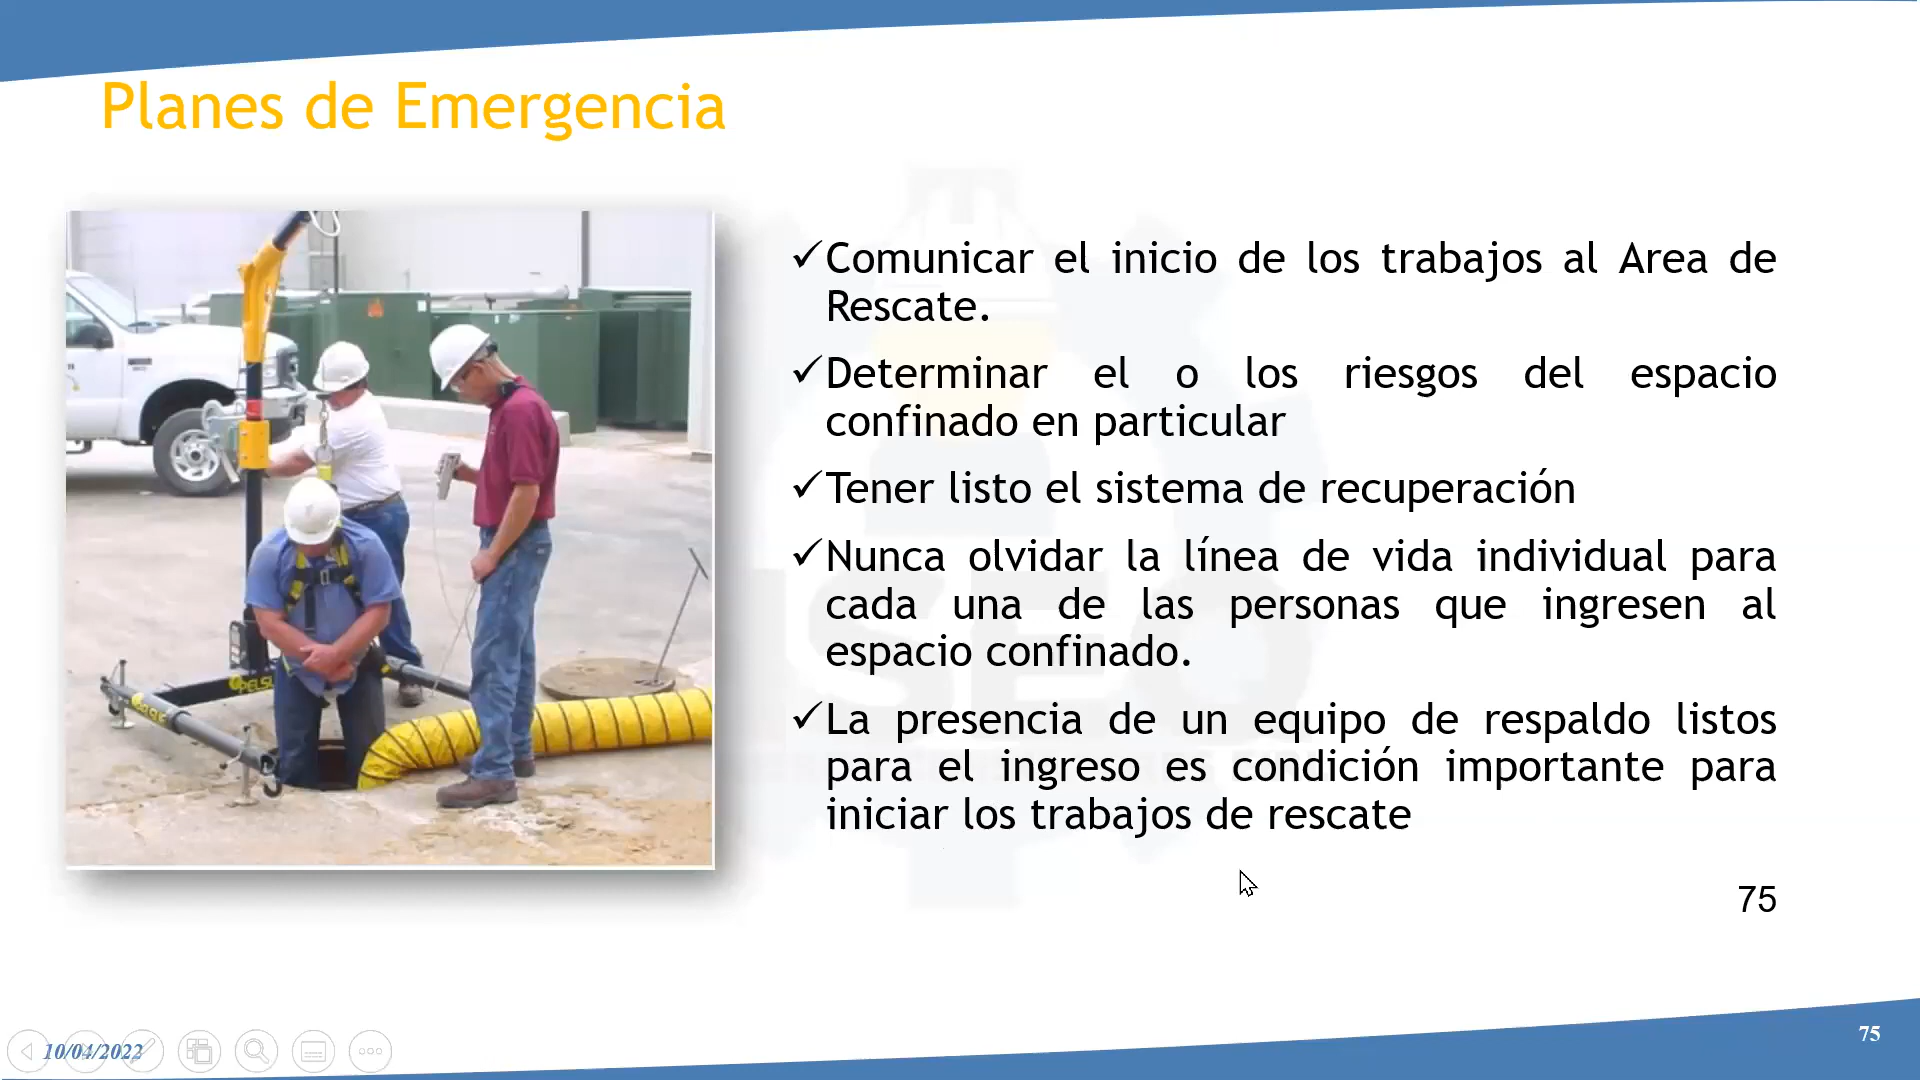 Planes de Emergencia
✓Comunicar el inicio de los trabajos al Area de
Rescate.
✓Determinar el o los riesgos del espacio
confinado en particular
✓Tener listo el sistema de recuperación
✓Nunca olvidar la línea de vida individual para
cada una de las personas que ingresen al
espacio confinado.
✓La presencia de un equipo de respaldo listos
para el ingreso es condición importante para
iniciar los trabajos de rescate
75
75
10/04/2022